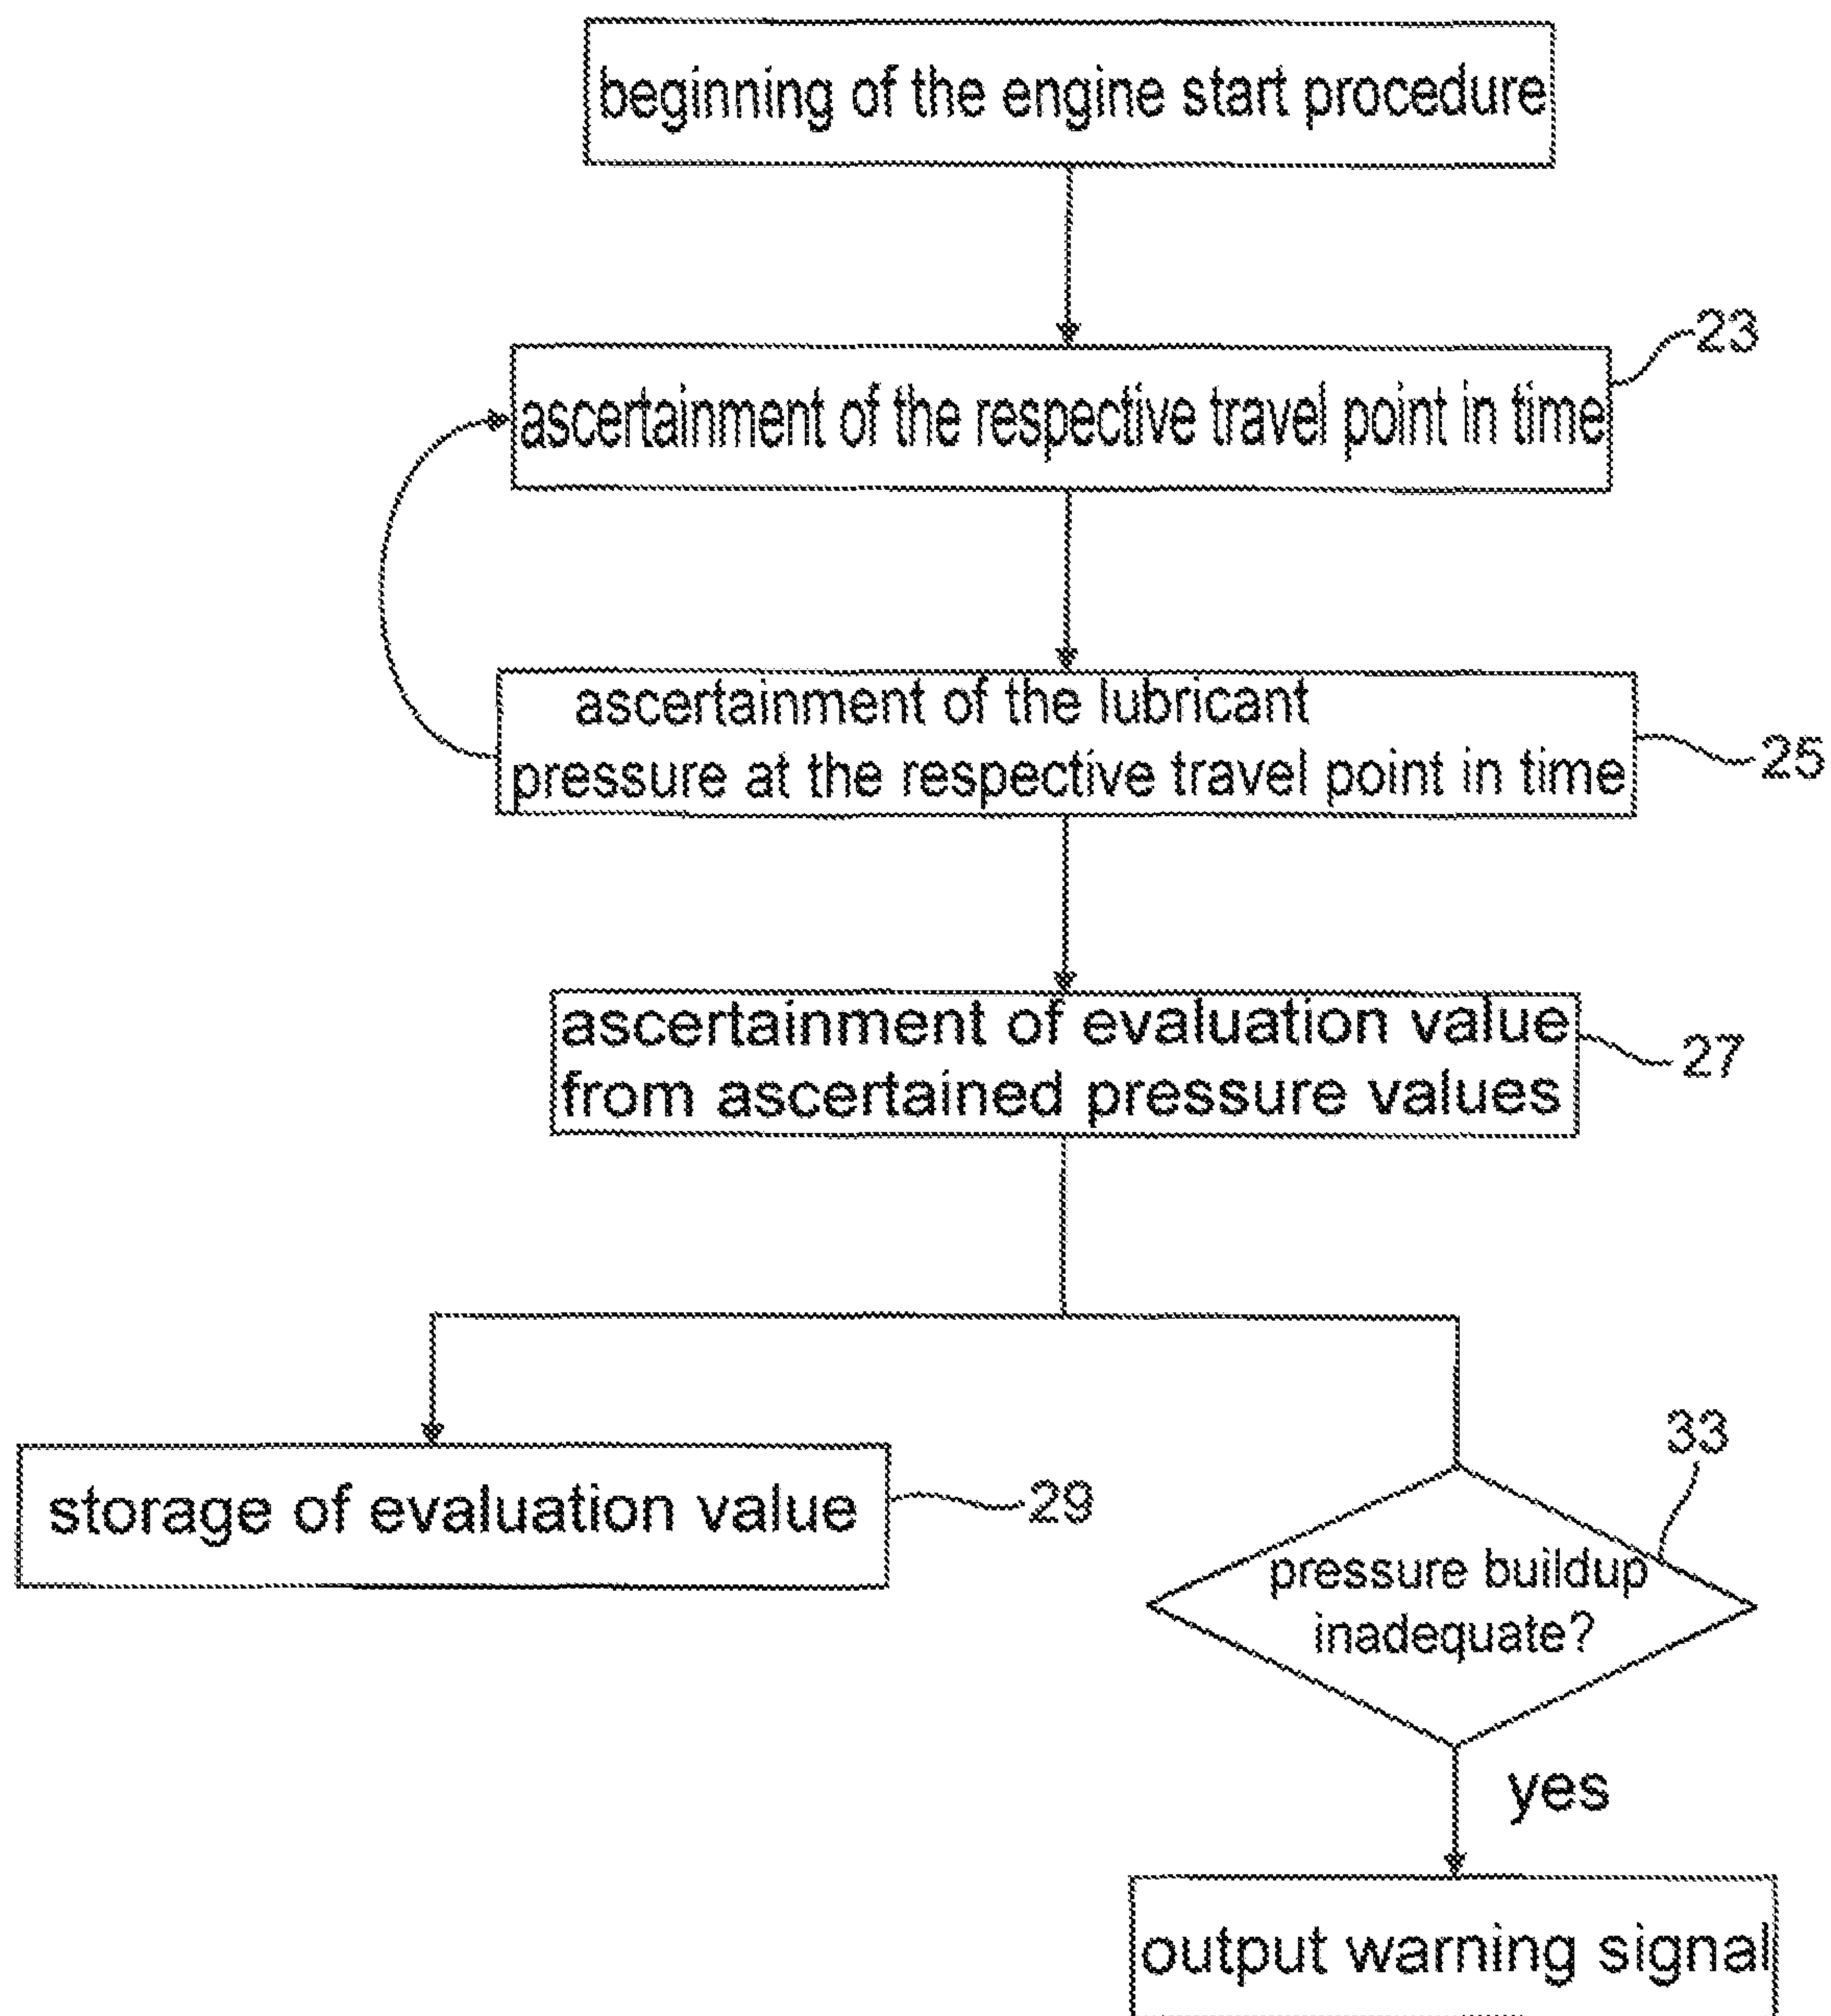 beginning of the engine start procedure
23
ascertainment of the respective travel point in time
ascertainment of the lubricant
pressure at the respective travel point in time
25
ascertainment of evaluation value
from ascertained pressure values
27
storage of evaluation value
29
33
pressure buildup
inadequate?
yes
output warning signal